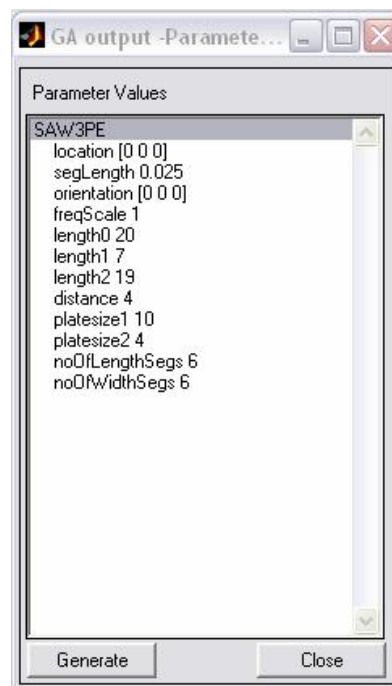 GA output -Paramete...
Parameter Values
SAW3PE
location [0 0 0]
segLength 0.025
orientation [0 0 0]
freqScale 1
length0 20
length1 7
length2 19
distance 4
platesize1 10
platesize2 4
noOfLengthSegs 6
noOfWidthSegs 6
Generate Close